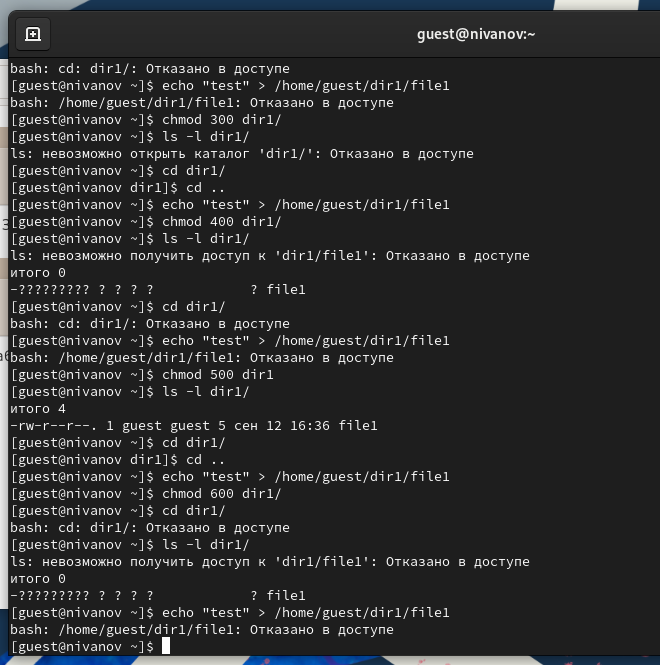 guest@nivanov:~
bash: cd: dir1/: Отказано в доступе
[guest@nivanov ~]$ echo "test" > /home/guest/dir1/file1
bash: /home/guest/dir1/file1: Отказано в доступе
[guest@nivanov ~]$ chmod 300 dir1/
[guest@nivanov ~]$ ls -l dir1/
ls: невозможно открыть каталог 'dir1/': Отказано в доступе
[guest@nivanov ~]$ cd dir1/
[guest@nivanov dir1]$ cd ..
[guest@nivanov ~]$ echo "test" > /home/guest/dir1/file1
[guest@nivanov ~]$ chmod 400 dir1/
[guest@nivanov ~]$ ls -l dir1/
ls: невозможно получить доступ к 'dir1/file1': Отказано в доступе
итого 0
-????????? ? ? ? ?            ? file1
[guest@nivanov ~]$ cd dir1/
bash: cd: dir1/: Отказано в доступе
[guest@nivanov ~]$ echo "test" > /home/guest/dir1/file1
bash: /home/guest/dir1/file1: Отказано в доступе
[guest@nivanov ~]$ chmod 500 dir1
[guest@nivanov ~]$ ls -l dir1/
итого 4
-rw-r--r--. 1 guest guest 5 сен 12 16:36 file1
[guest@nivanov ~]$ cd dir1/
[guest@nivanov dir1]$ cd ..
[guest@nivanov ~]$ echo "test" > /home/guest/dir1/file1
[guest@nivanov ~]$ chmod 600 dir1/
[guest@nivanov ~]$ cd dir1/
bash: cd: dir1/: Отказано в доступе
[guest@nivanov ~]$ ls -l dir1/
ls: невозможно получить доступ к 'dir1/file1': Отказано в доступе
итого 0
-????????? ? ? ? ?            ? file1
[guest@nivanov ~]$ echo "test" > /home/guest/dir1/file1
bash: /home/guest/dir1/file1: Отказано в доступе
[guest@nivanov ~]$